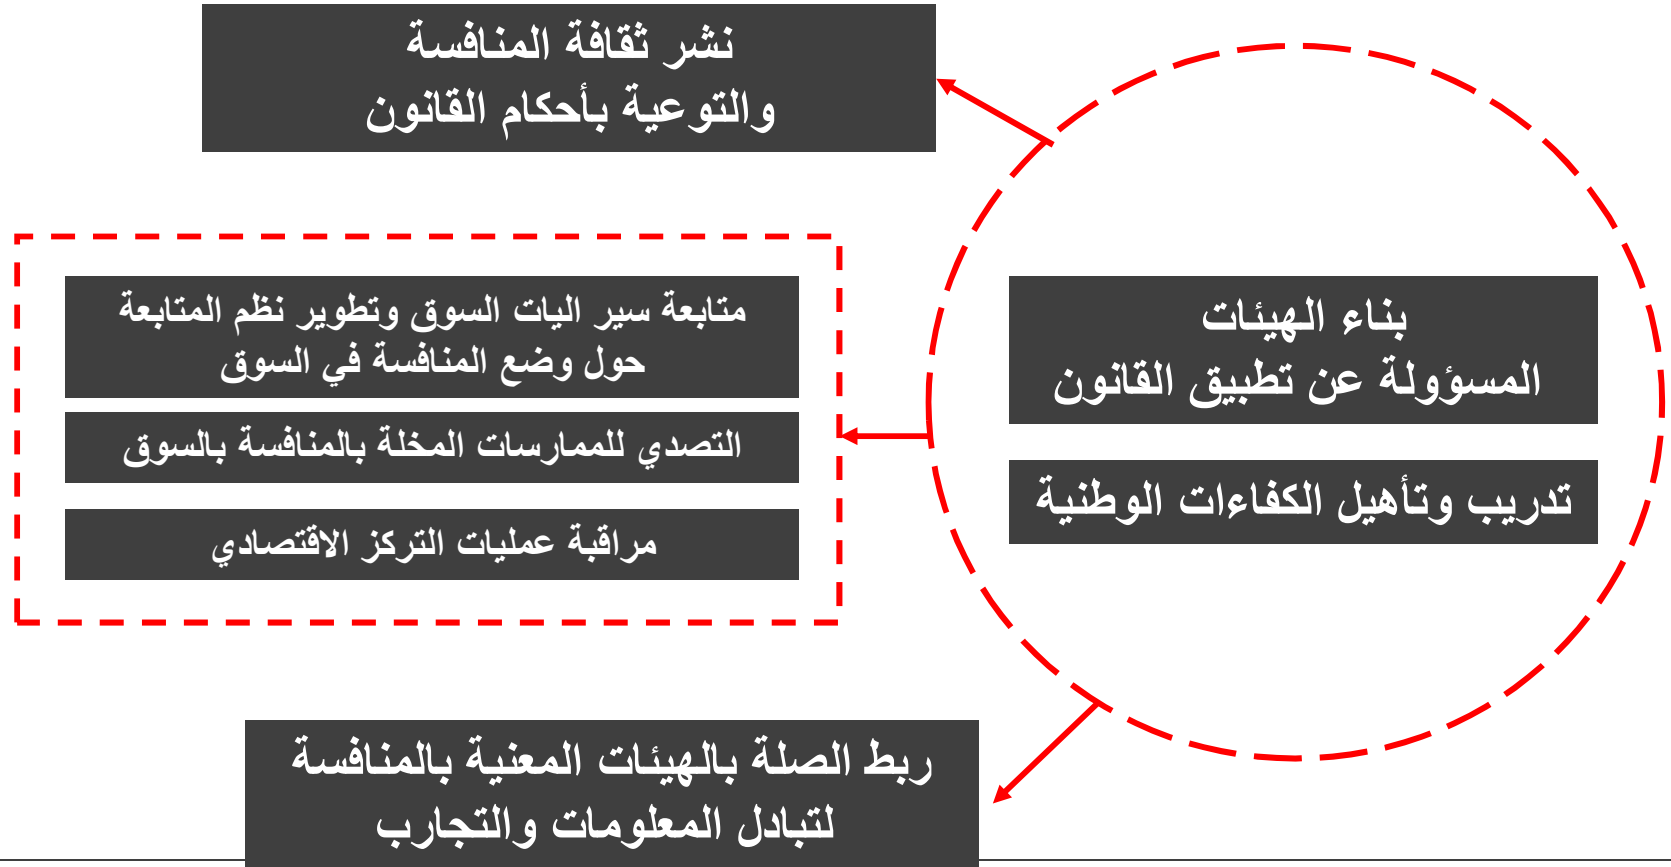 نشر ثقافة المنافسة
والتوعية بأحكام القانون
بناء الهيئات
المسؤولة عن تطبيق القانون
تدريب وتأهيل الكفاءات الوطنية
متابعة سير اليات السوق وتطوير نظم المتابعة
حول وضع المنافسة في السوق
التصدي للممارسات المخلة بالمنافسة بالسوق
مراقبة عمليات التركز الاقتصادي
ربط الصلة بالهيئات المعنية بالمنافسة
لتبادل المعلومات والتجارب